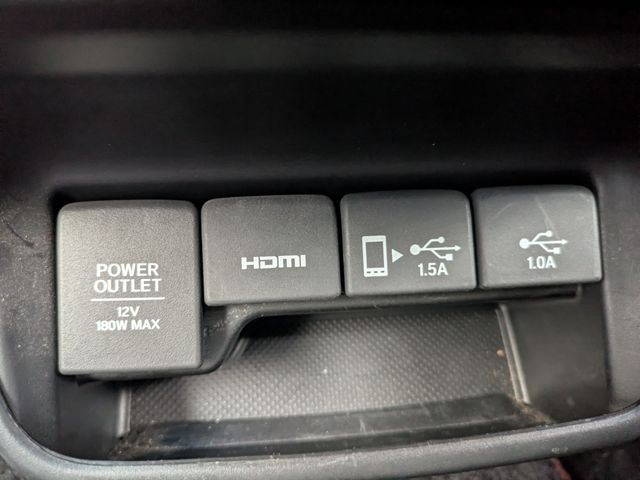 POWER
OUTLET
12V
180W MAX
HDMI
1.5A
1.0A